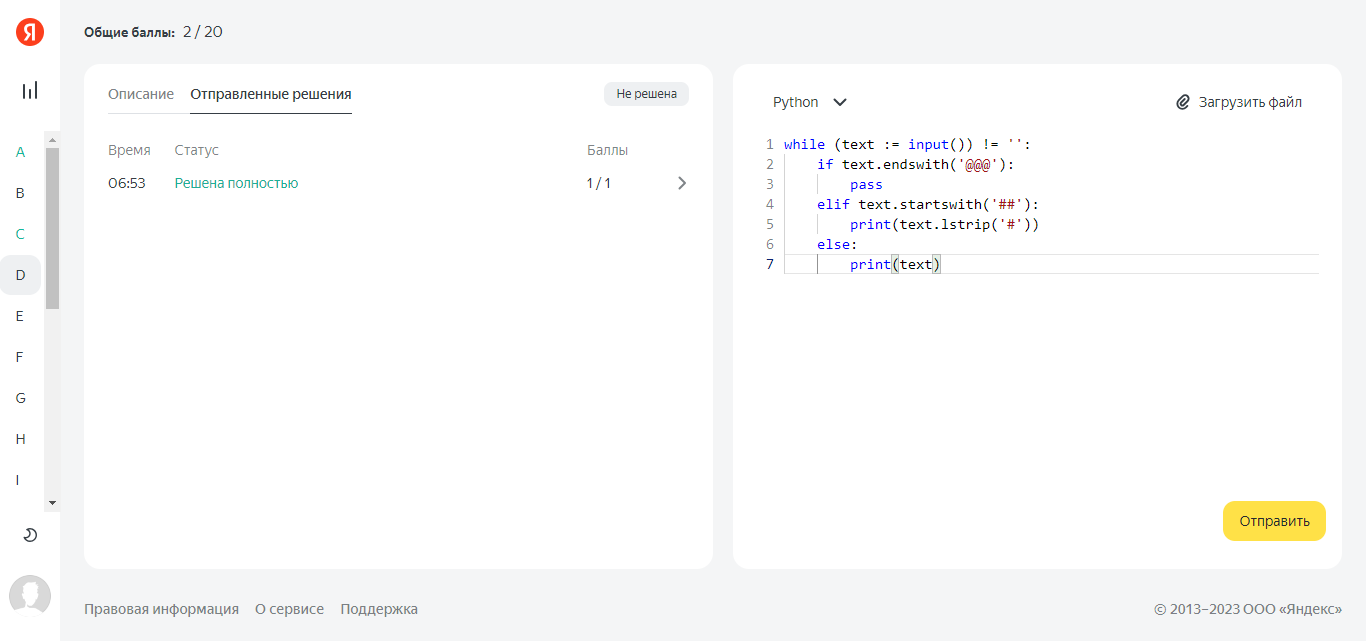 Я
Общие баллы: 2 / 20
A
B
C
D
E
F
G
H
I
Описание Отправленные решения Не решена
Время Статус Баллы
06:53 Решена полностью 1 / 1
Python Загрузить файл
1 while (text := input()) != '':
2 if text.endswith('@@@'):
3 pass
4 elif text.startswith('##'):
5 print(text.lstrip('#'))
6 else:
7 print(text)
Отправить
Правовая информация О сервисе Поддержка © 2013–2023 ООО «Яндекс»